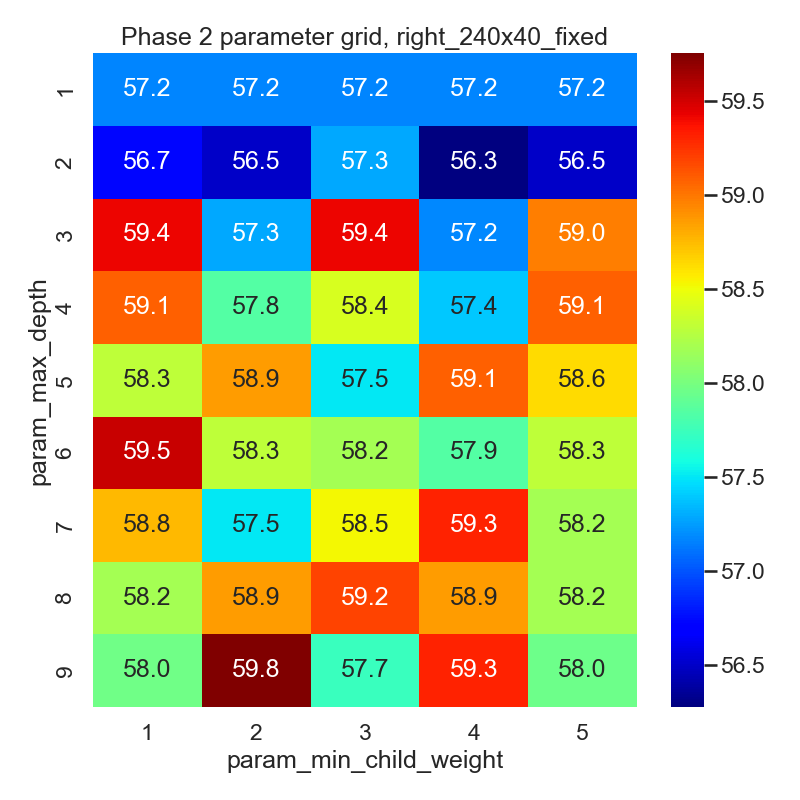 Phase 2 parameter grid, right_240x40_fixed
1 57.2 57.2 57.2 57.2 57.2
2 56.7 56.5 57.3 56.3 56.5
3 59.4 57.3 59.4 57.2 59.0
4 59.1 57.8 58.4 57.4 59.1
5 58.3 58.9 57.5 59.1 58.6
6 59.5 58.3 58.2 57.9 58.3
7 58.8 57.5 58.5 59.3 58.2
8 58.2 58.9 59.2 58.9 58.2
9 58.0 59.8 57.7 59.3 58.0
1 2 3 4 5
param_min_child_weight
param_max_depth
59.5
59.0
58.5
58.0
57.5
57.0
56.5